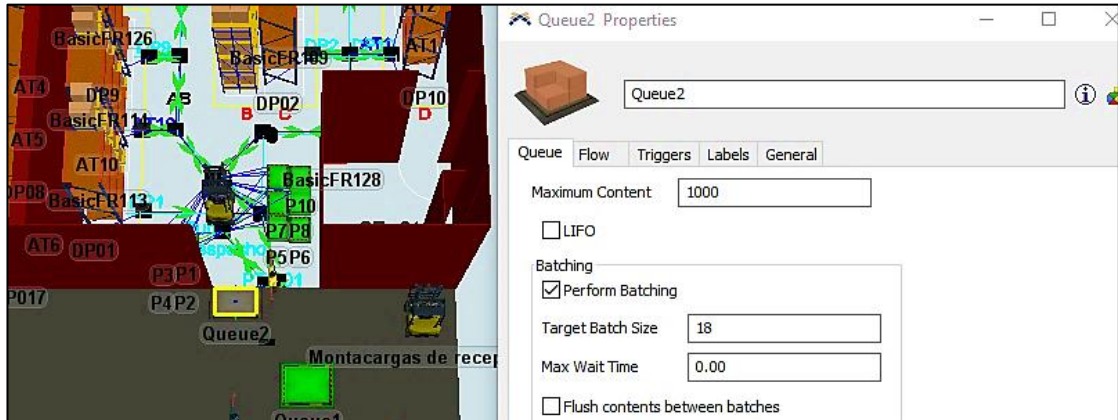 BasicFR126
BasicFR109
DP2
AT1
AT2
AT1
AT4
DP9
AB
DP02
DP10
B
C
D
BasicFR114
AT5
AT10
DP08
BasicFR113
BasicFR128
P10
P7 P8
AT6
DP01
P5 P6
P3 P1
P017
P4 P2
Queue2
Montacargas de recep
Queue1
Queue2 Properties
Queue2
Queue
Flow
Triggers
Labels
General
Maximum Content
1000
LIFO
Batching
Perform Batching
Target Batch Size
18
Max Wait Time
0.00
Flush contents between batches